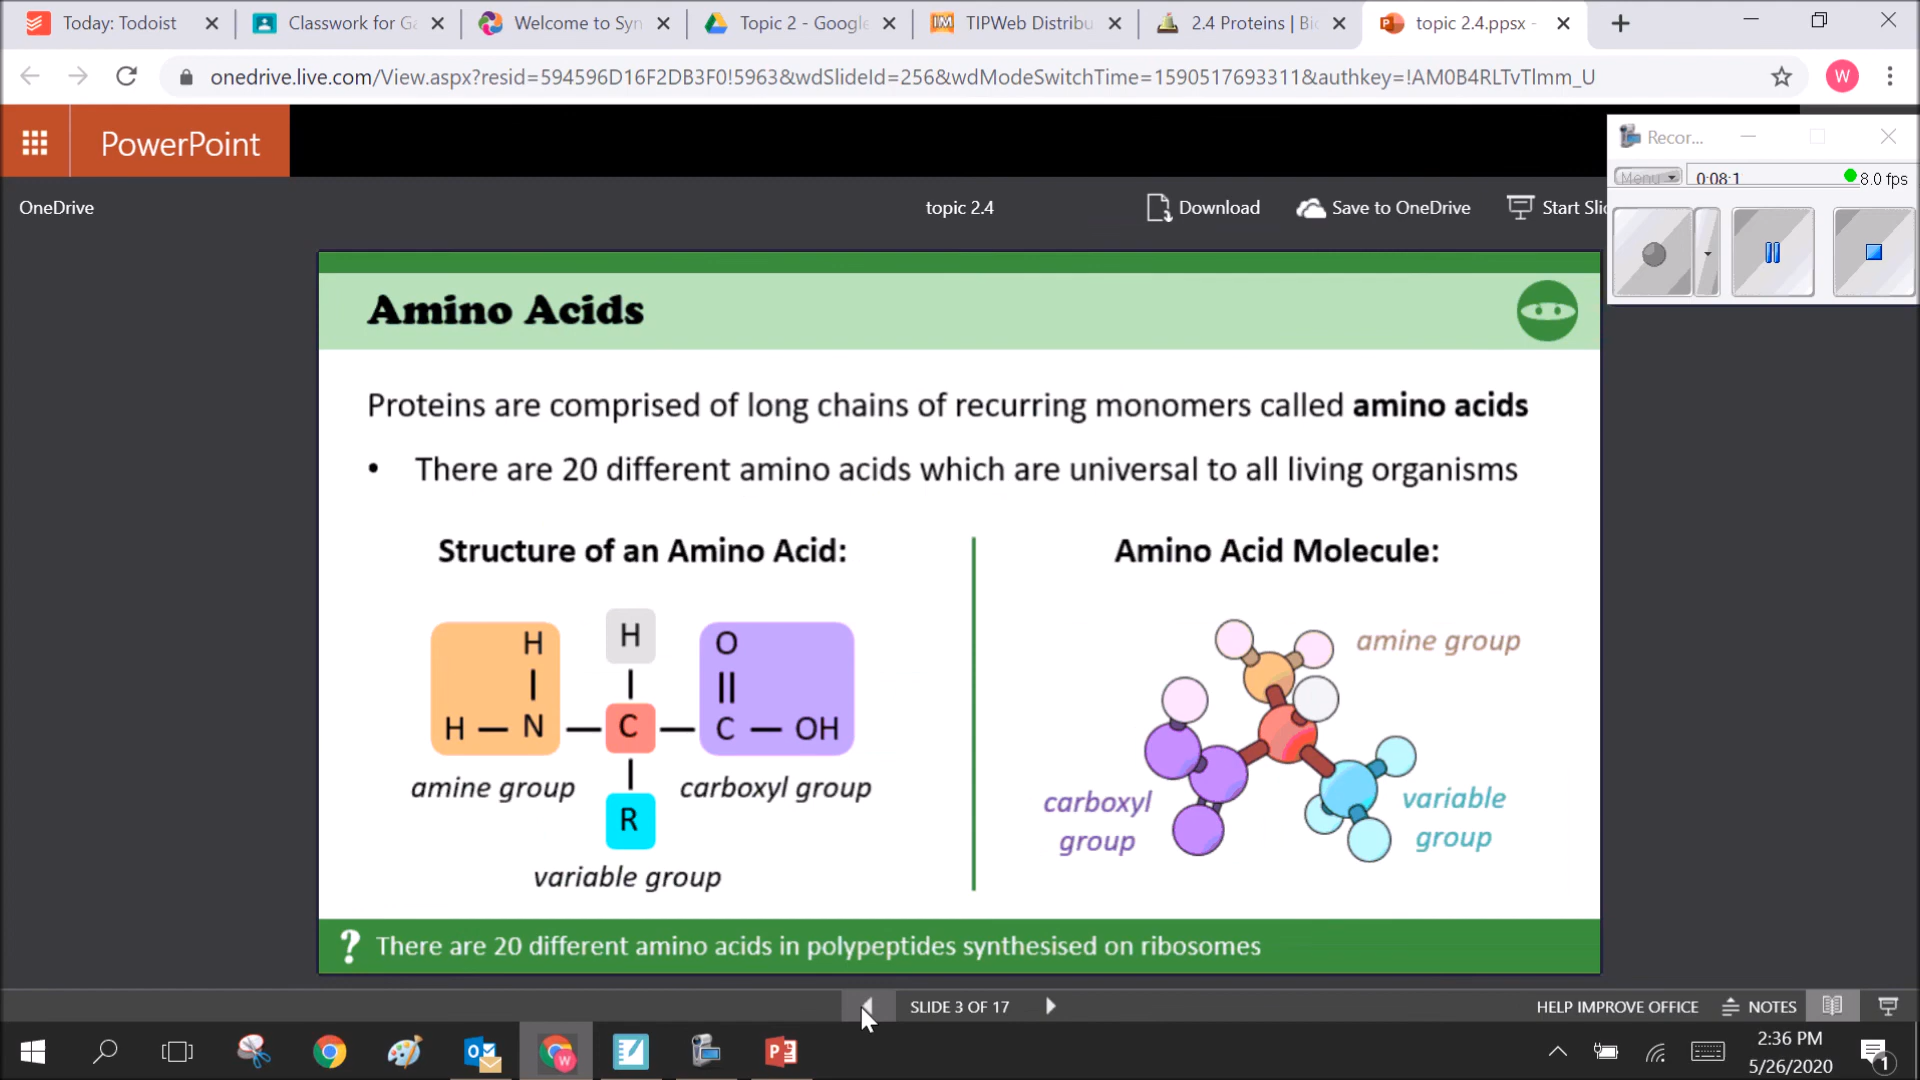 Today: Todoist
Classwork for Ga
Welcome to Syn
Topic 2 - Google
IM TIPWeb Distribu
2.4 Proteins | Bi
topic 2.4.ppsx -
onedrive.live.com/View.aspx?resid=594596D16F2DB3F0!5963&wdSlideId=256&wdModeSwitchTime=1590517693311&authkey=!AM0B4RLTvTlmm_U
W
PowerPoint
Recor...
Menu
0:08:1
8.0 fps
OneDrive
topic 2.4
Download
Save to OneDrive
Start Slid
Amino Acids
Proteins are comprised of long chains of recurring monomers called amino acids
• There are 20 different amino acids which are universal to all living organisms
Structure of an Amino Acid:
H
H
O
H — N — C — C — OH
amine group
carboxyl group
R
variable group
Amino Acid Molecule:
amine group
carboxyl
group
variable
group
? There are 20 different amino acids in polypeptides synthesised on ribosomes
SLIDE 3 OF 17
HELP IMPROVE OFFICE
NOTES
2:36 PM
5/26/2020
1